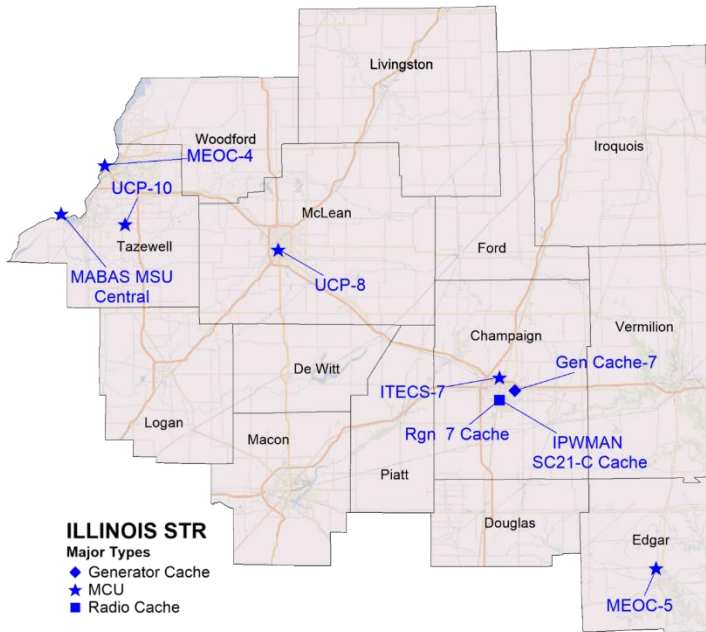 Livingston
Woodford
MEOC-4
Iroquois
UCP-10
McLean
Tazewell
Ford
MABAS MSU
Central
UCP-8
Champaign
Vermilion
Gen Cache-7
De Witt
ITECS-7
Logan
Rgn  7 Cache
IPWMAN
SC21-C Cache
Macon
Piatt
Douglas
Edgar
MEOC-5
ILLINOIS STR
Major Types
Generator Cache
MCU
Radio Cache